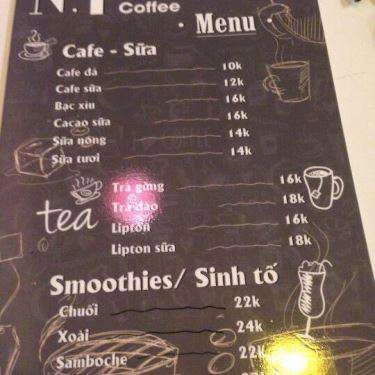 N.1 Coffee
Menu
Cafe - Sữa
Cafe đá 10k
Cafe sữa 12k
Bạc xỉu 16k
Cacao sữa 16k
Sữa nóng 14k
Sữa tươi 14k
tea
Trà gừng 16k
Trà đào 18k
Lipton 16k
Lipton sữa 18k
Smoothies/ Sinh tố
Chuối 22k
Xoài 24k
Samboche 22k